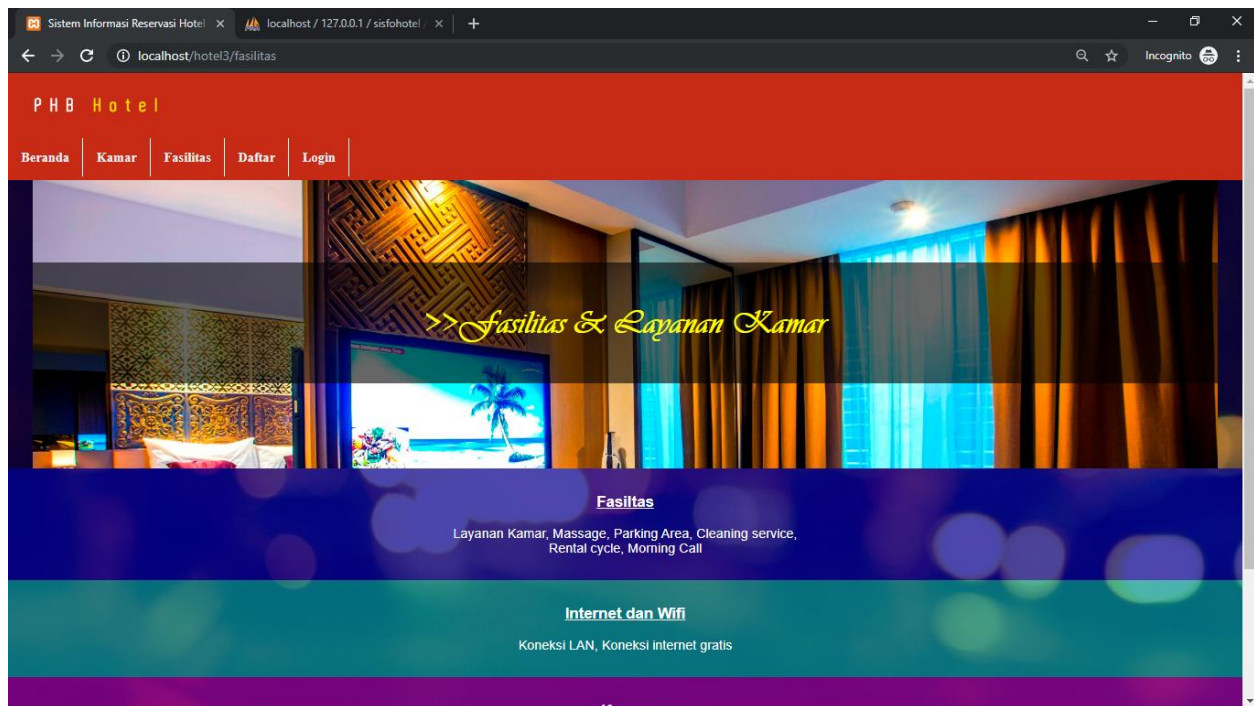 Sistem Informasi Reservasi Hotel
localhost / 127.0.0.1 / sisfohotel /
localhost/hotel3/fasilitas
Incognito
PHB Hotel
Beranda Kamar Fasilitas Daftar Login
>>Fasilitas & Layanan Kamar
Fasiltas
Layanan Kamar, Massage, Parking Area, Cleaning service,
Rental cycle, Morning Call
Internet dan Wifi
Koneksi LAN, Koneksi internet gratis